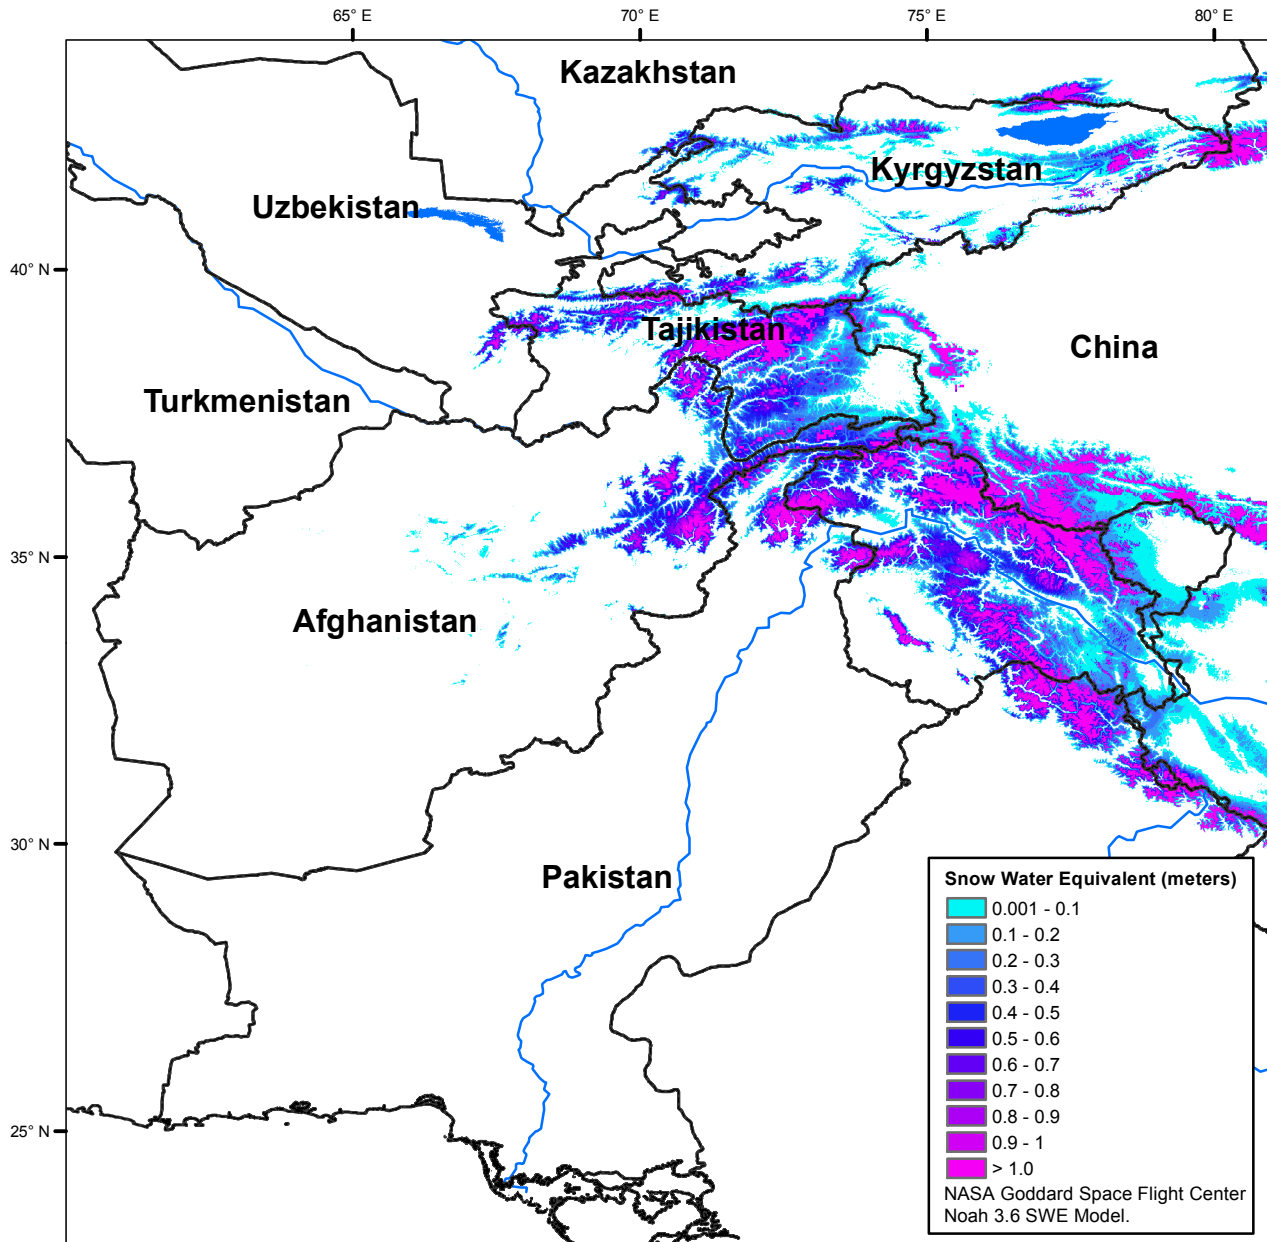 65° E
70° E
75° E
80° E
Kazakhstan
Kyrgyzstan
Uzbekistan
40° N
Tajikistan
China
Turkmenistan
35° N
Afghanistan
30° N
Pakistan
25° N
Snow Water Equivalent (meters)
0.001 - 0.1
0.1 - 0.2
0.2 - 0.3
0.3 - 0.4
0.4 - 0.5
0.5 - 0.6
0.6 - 0.7
0.7 - 0.8
0.8 - 0.9
0.9 - 1
> 1.0
NASA Goddard Space Flight Center
Noah 3.6 SWE Model.